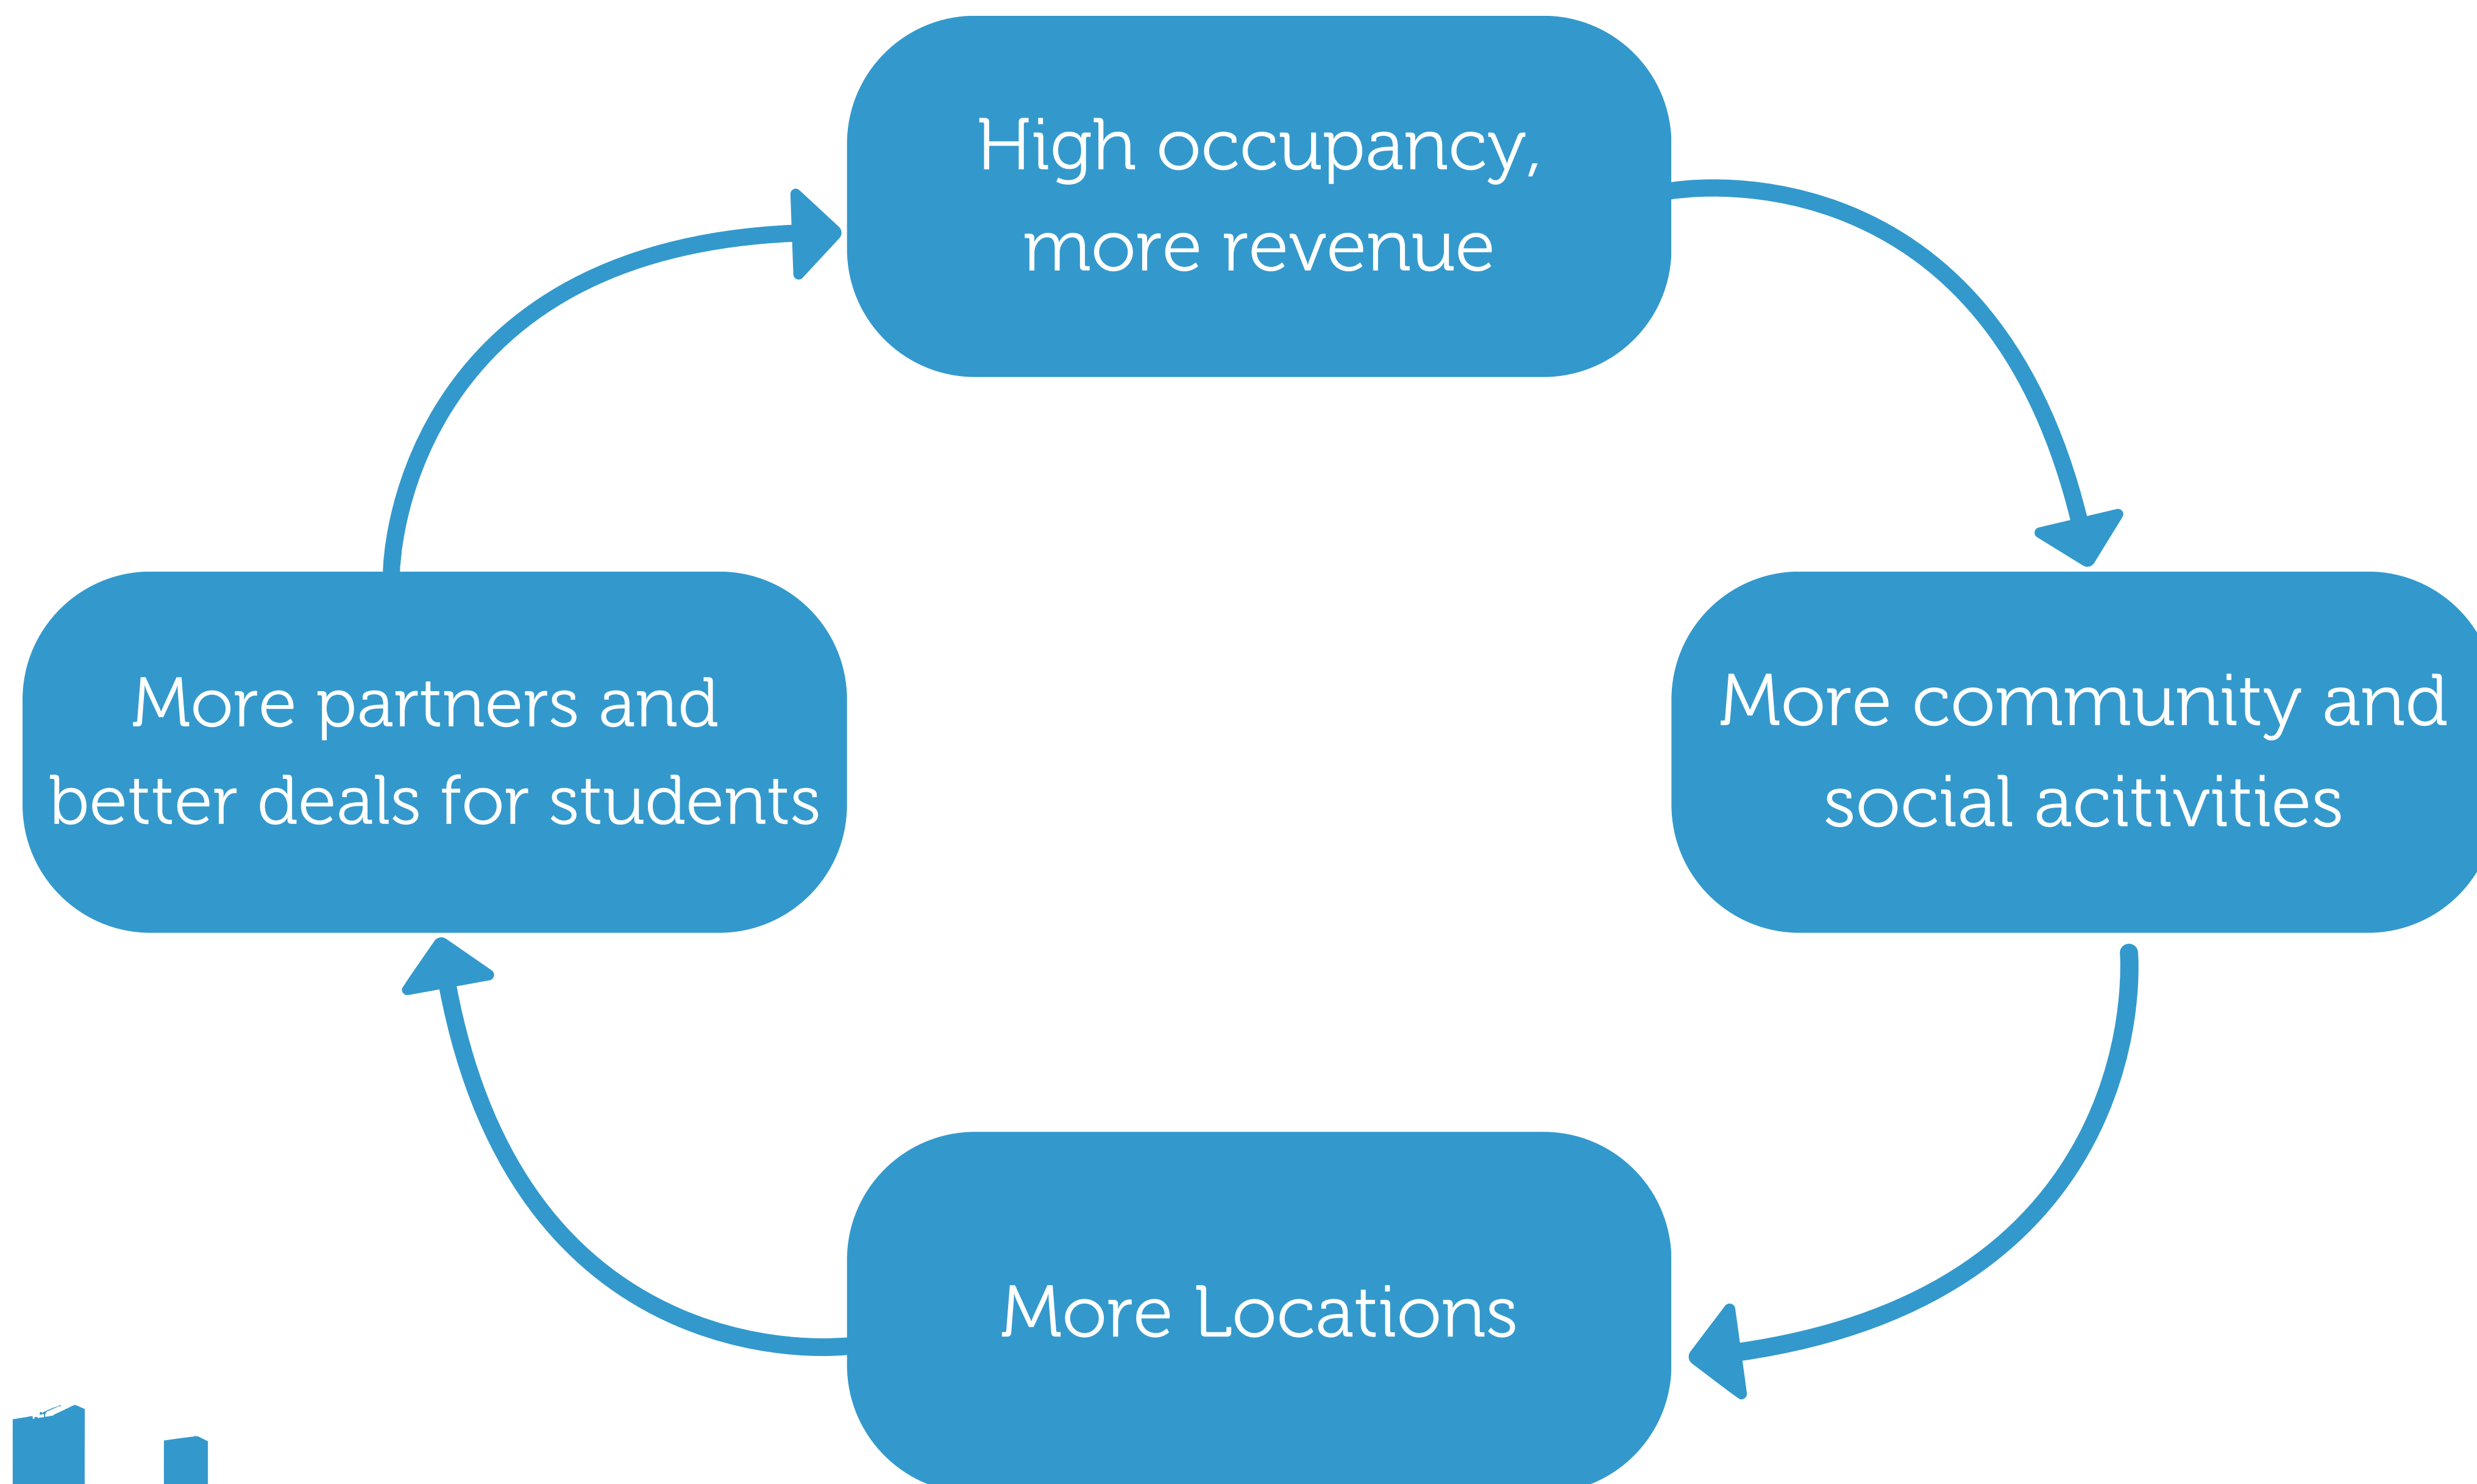 High occupancy,
more revenue
More partners and
better deals for students
More community and
social acitivities
More Locations